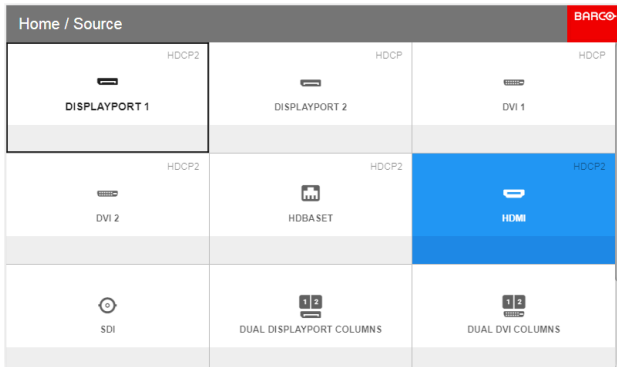 Home / Source
BARCO
HDCP2
DISPLAYPORT 1
HDCP
DISPLAYPORT 2
HDCP
DVI 1
HDCP2
DVI 2
HDCP2
HDBASET
HDCP2
HDMI
SDI
1 2
DUAL DISPLAYPORT COLUMNS
1 2
DUAL DVI COLUMNS